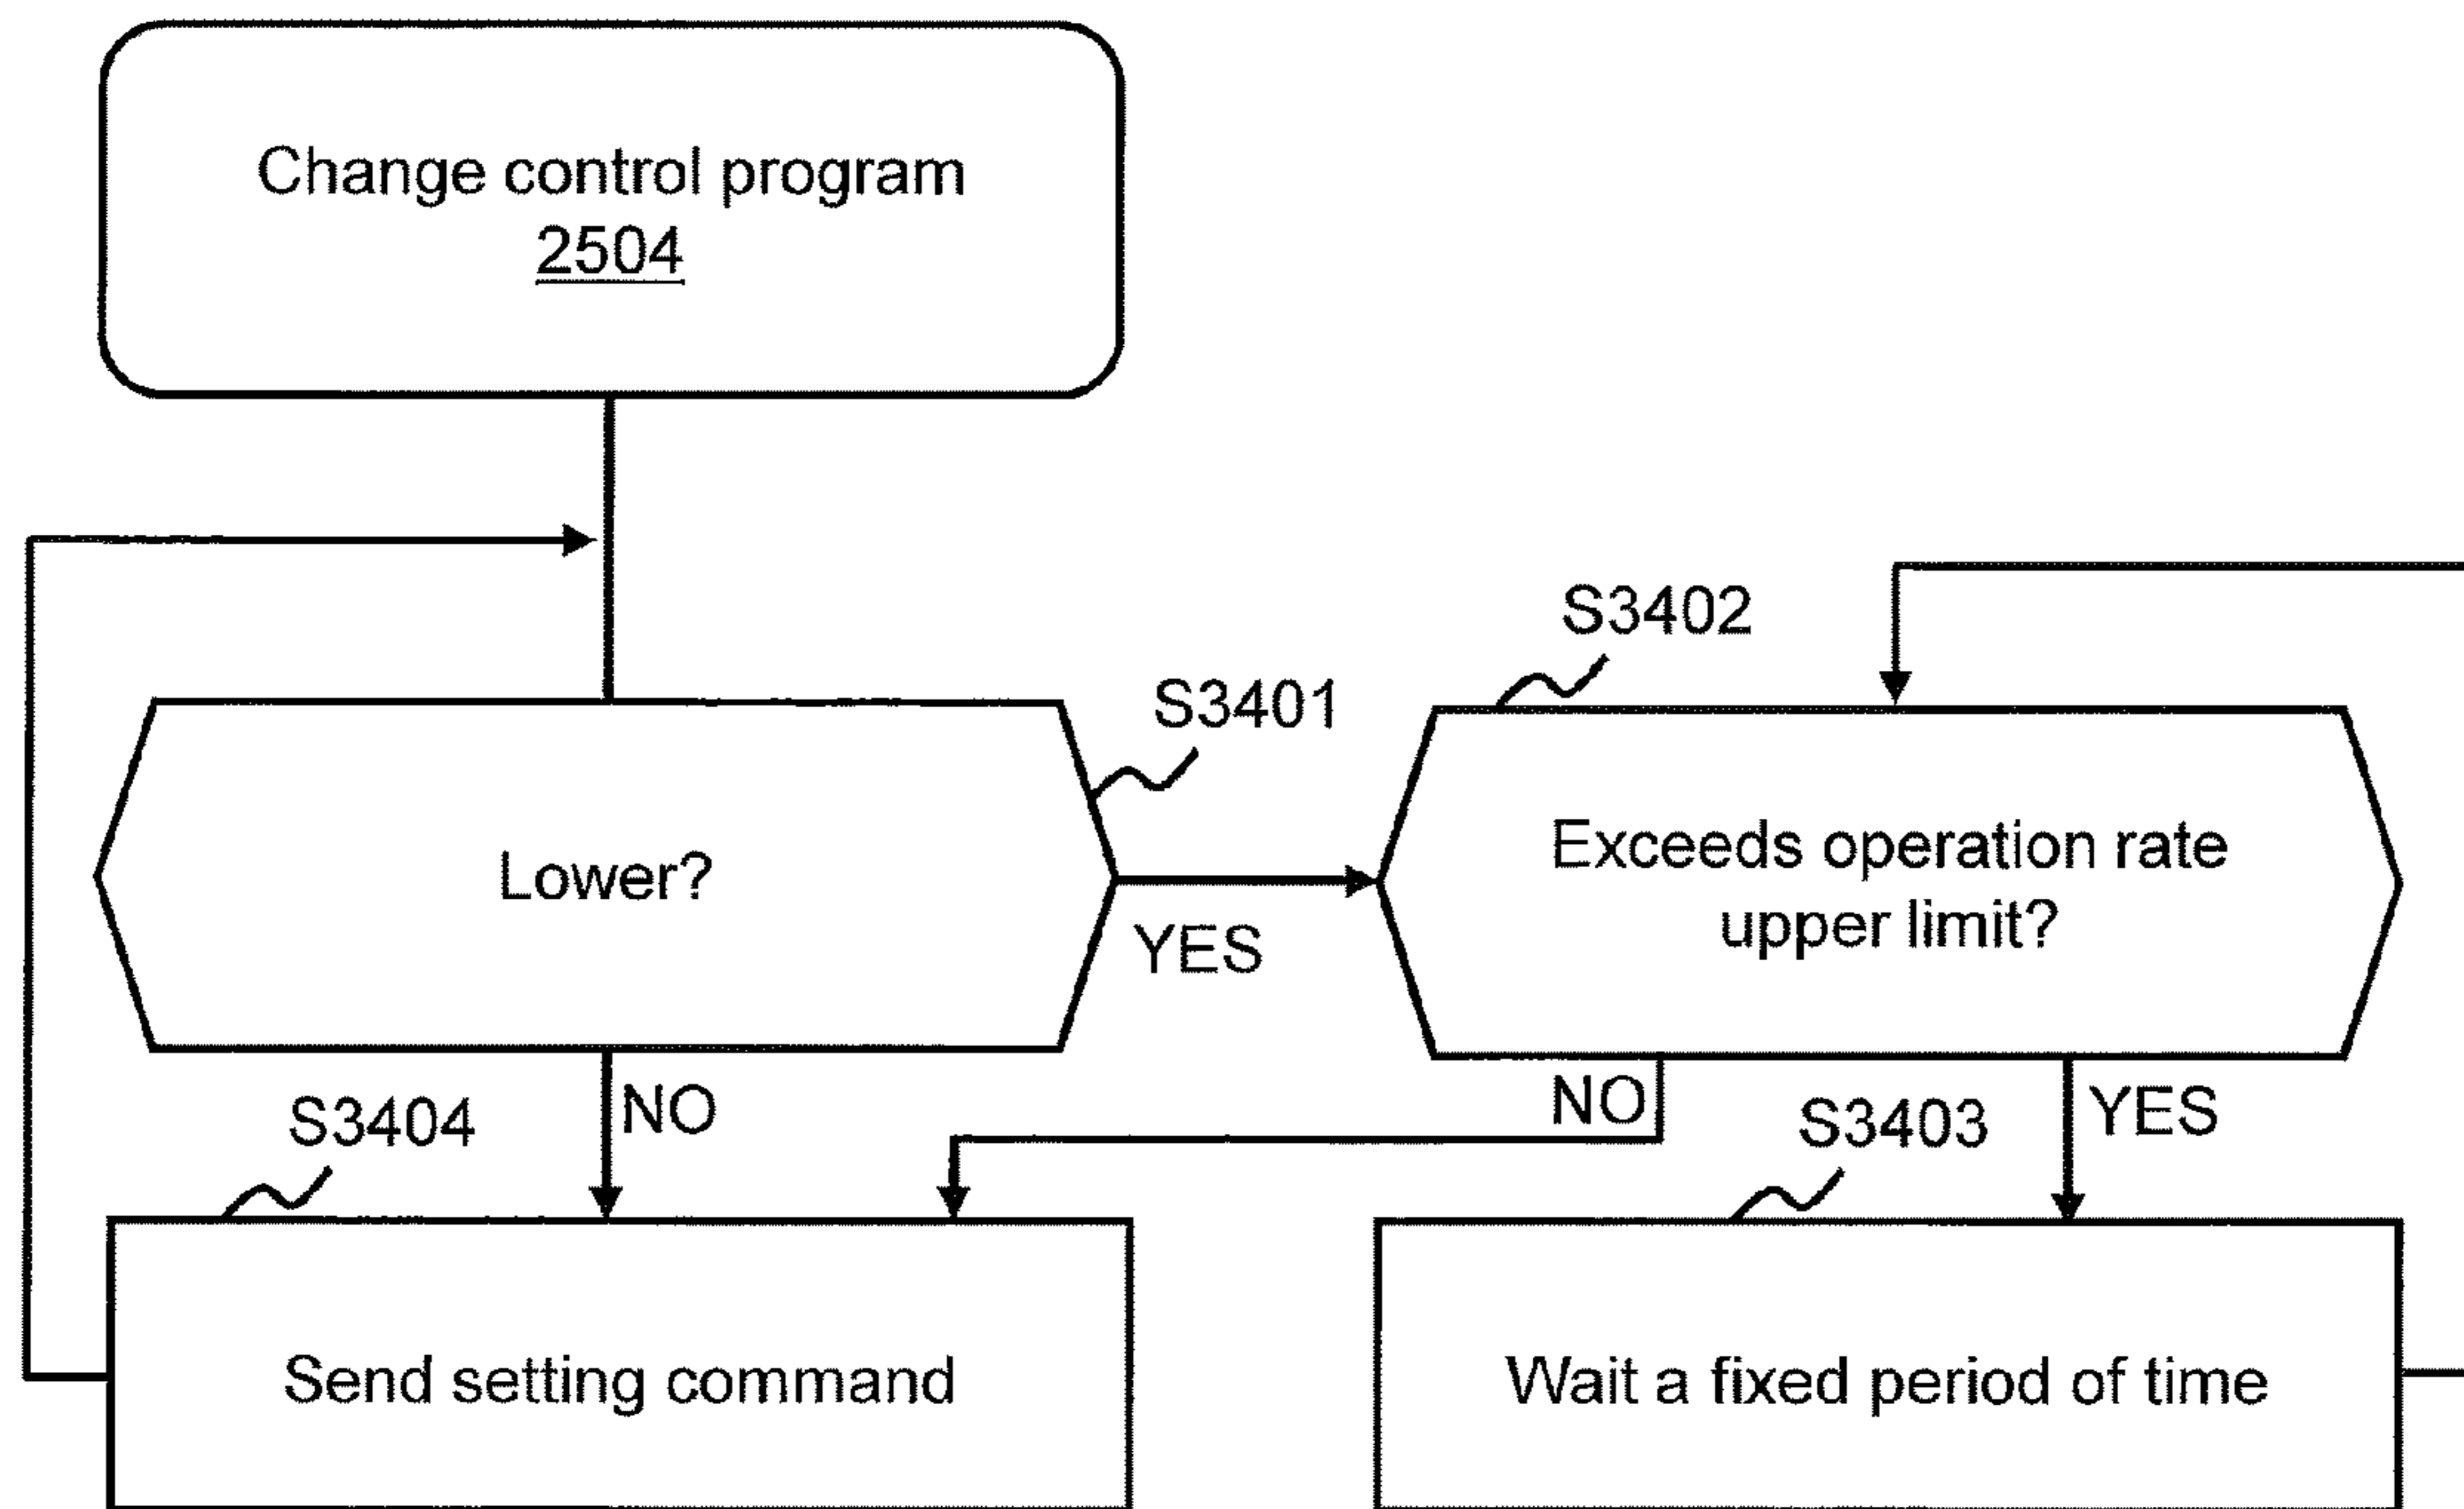 Change control program
2504
S3402
S3401
Lower?
Exceeds operation rate
upper limit?
YES
NO
NO
YES
S3404
S3403
Send setting command
Wait a fixed period of time